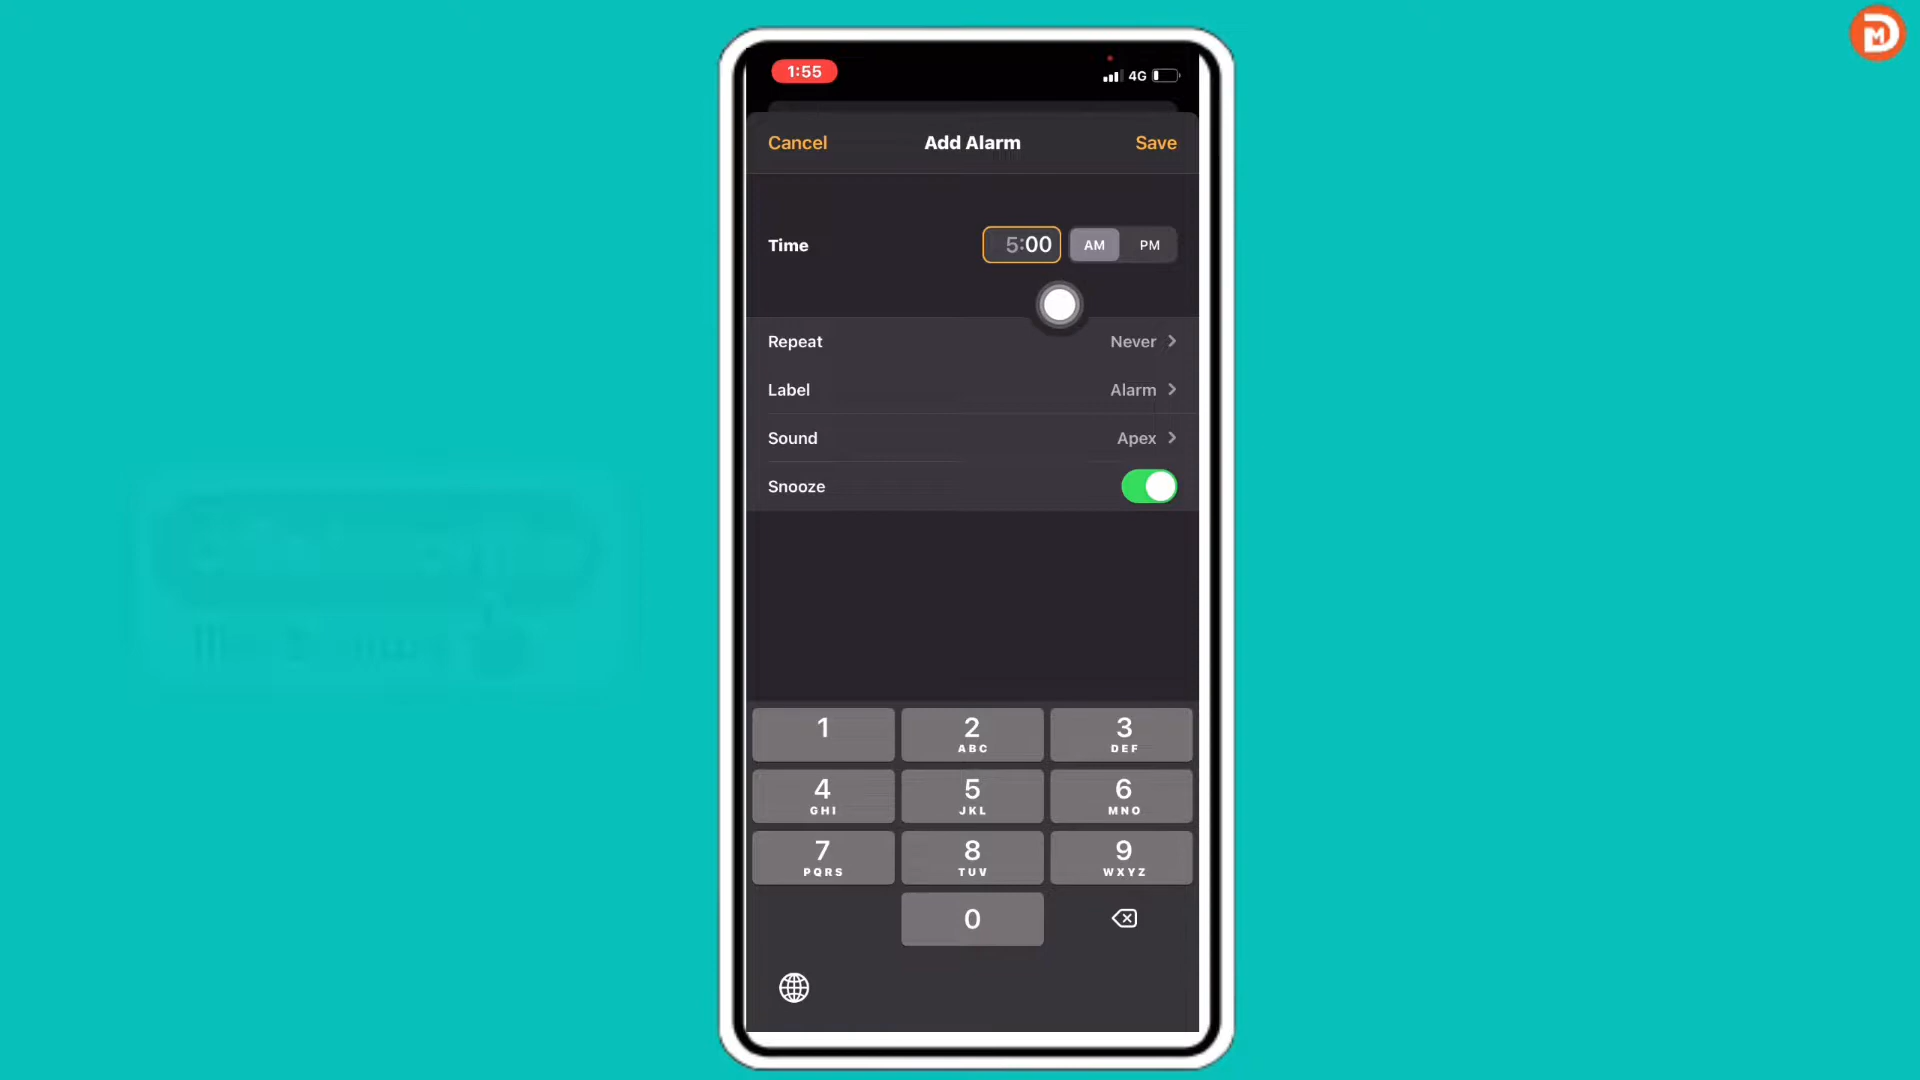 DM
1:55
4G
Cancel Add Alarm Save
Time 5:00 AM PM
Repeat Never
Label Alarm
Sound Apex
Snooze
1 2 3
ABC DEF
4 5 6
GHI JKL MNO
7 8 9
PQRS TUV WXYZ
0